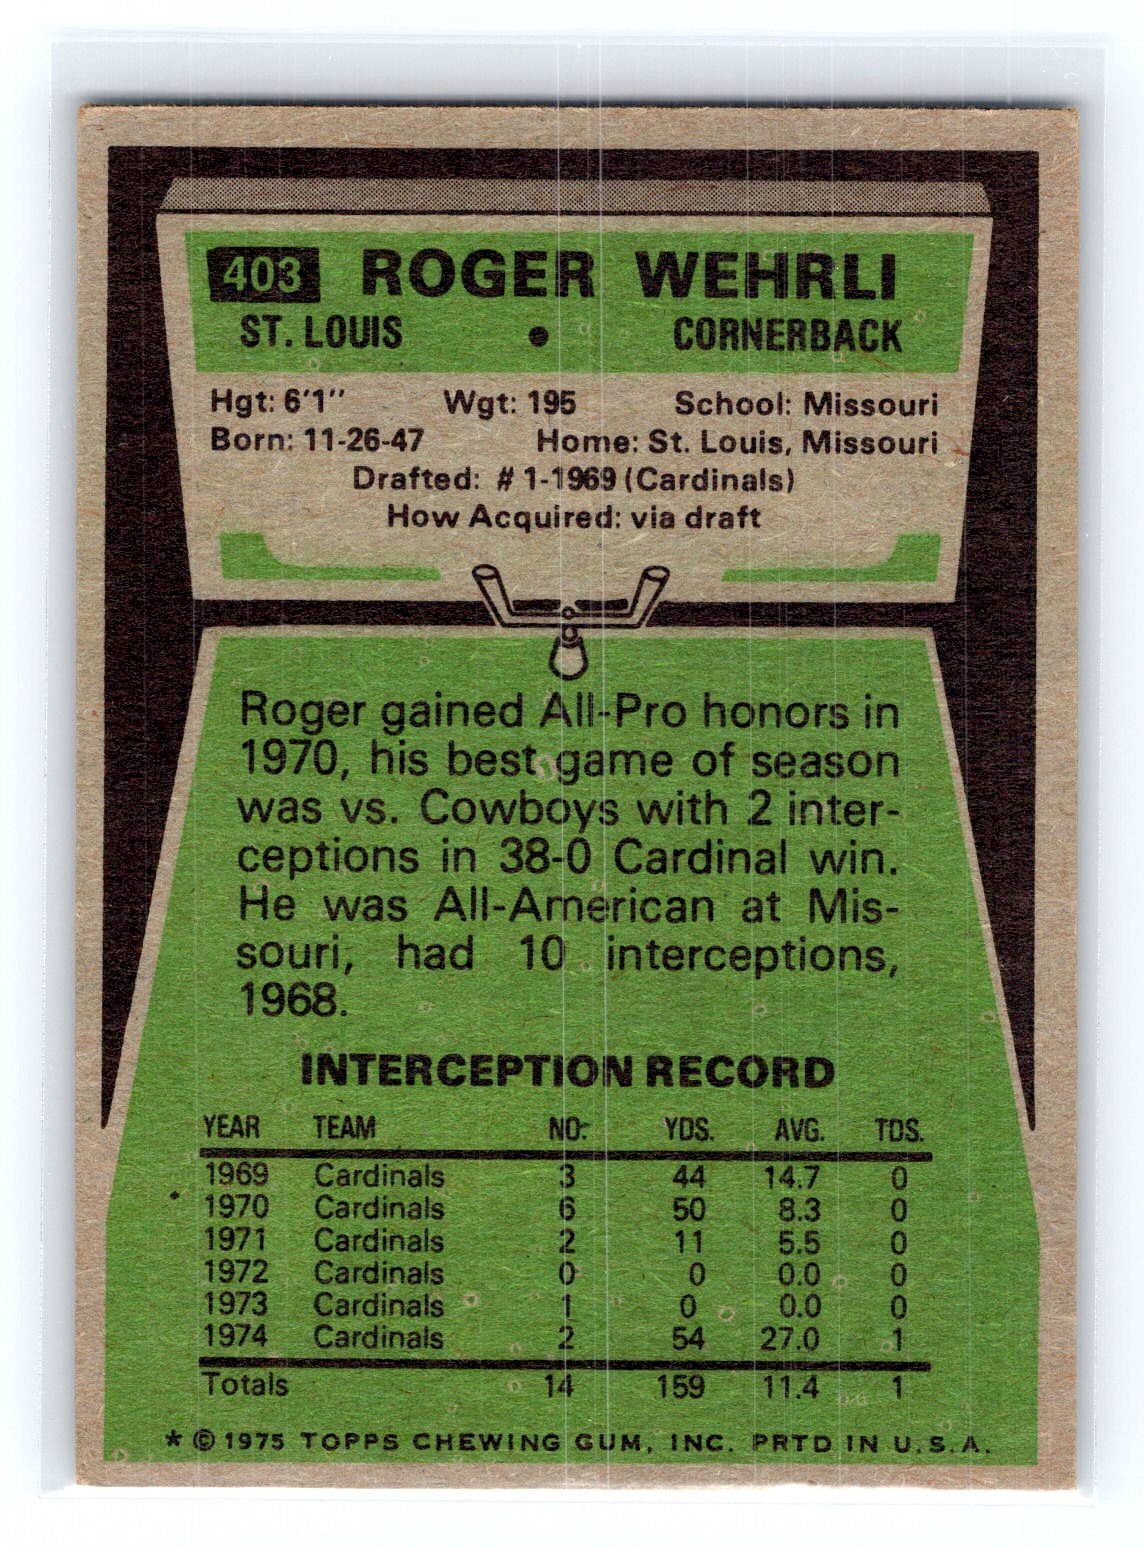 403 ROGER WEHRLI
ST. LOUIS • CORNERBACK
Hgt: 6'1" Wgt: 195 School: Missouri
Born: 11-26-47 Home: St. Louis, Missouri
Drafted: # 1-1969 (Cardinals)
How Acquired: via draft
Roger gained All-Pro honors in
1970, his best game of season
was vs. Cowboys with 2 inter-
ceptions in 38-0 Cardinal win.
He was All-American at Mis-
souri, had 10 interceptions,
1968.
INTERCEPTION RECORD
YEAR TEAM NO. YDS. AVG. TDS.
1969 Cardinals 3 44 14.7 0
1970 Cardinals 6 50 8.3 0
1971 Cardinals 2 11 5.5 0
1972 Cardinals 0 0 0.0 0
1973 Cardinals 1 0 0.0 0
1974 Cardinals 2 54 27.0 1
Totals 14 159 11.4 1
* © 1975 TOPPS CHEWING GUM, INC. PRTD IN U.S.A.